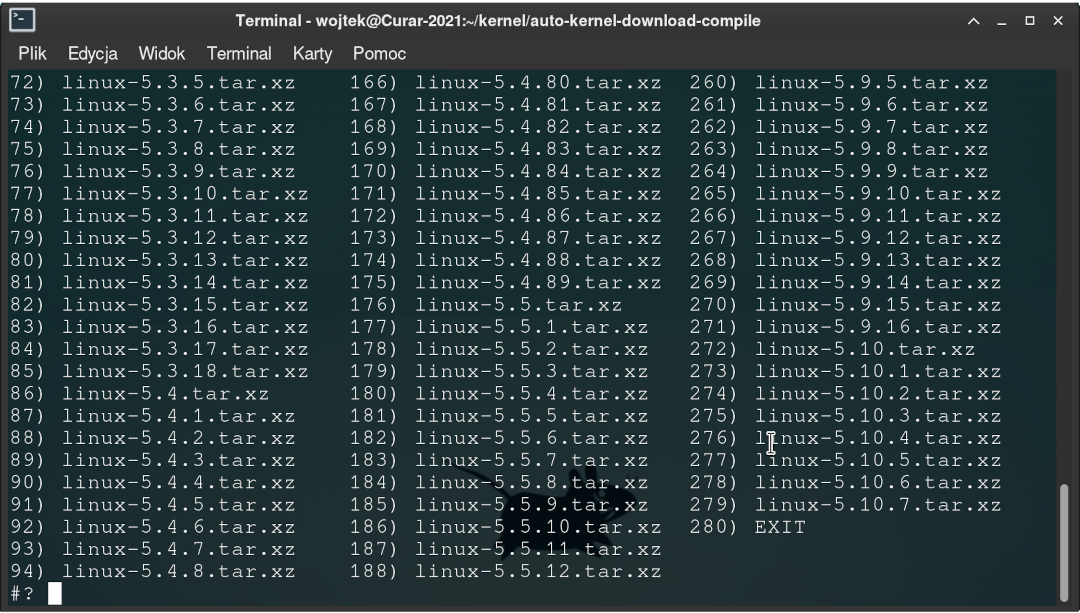 Terminal - wojtek@Curar-2021:~/kernel/auto-kernel-download-compile
Plik Edycja Widok Terminal Karty Pomoc
72) linux-5.3.5.tar.xz 166) linux-5.4.80.tar.xz 260) linux-5.9.5.tar.xz
73) linux-5.3.6.tar.xz 167) linux-5.4.81.tar.xz 261) linux-5.9.6.tar.xz
74) linux-5.3.7.tar.xz 168) linux-5.4.82.tar.xz 262) linux-5.9.7.tar.xz
75) linux-5.3.8.tar.xz 169) linux-5.4.83.tar.xz 263) linux-5.9.8.tar.xz
76) linux-5.3.9.tar.xz 170) linux-5.4.84.tar.xz 264) linux-5.9.9.tar.xz
77) linux-5.3.10.tar.xz 171) linux-5.4.85.tar.xz 265) linux-5.9.10.tar.xz
78) linux-5.3.11.tar.xz 172) linux-5.4.86.tar.xz 266) linux-5.9.11.tar.xz
79) linux-5.3.12.tar.xz 173) linux-5.4.87.tar.xz 267) linux-5.9.12.tar.xz
80) linux-5.3.13.tar.xz 174) linux-5.4.88.tar.xz 268) linux-5.9.13.tar.xz
81) linux-5.3.14.tar.xz 175) linux-5.4.89.tar.xz 269) linux-5.9.14.tar.xz
82) linux-5.3.15.tar.xz 176) linux-5.5.tar.xz 270) linux-5.9.15.tar.xz
83) linux-5.3.16.tar.xz 177) linux-5.5.1.tar.xz 271) linux-5.9.16.tar.xz
84) linux-5.3.17.tar.xz 178) linux-5.5.2.tar.xz 272) linux-5.10.tar.xz
85) linux-5.3.18.tar.xz 179) linux-5.5.3.tar.xz 273) linux-5.10.1.tar.xz
86) linux-5.4.tar.xz 180) linux-5.5.4.tar.xz 274) linux-5.10.2.tar.xz
87) linux-5.4.1.tar.xz 181) linux-5.5.5.tar.xz 275) linux-5.10.3.tar.xz
88) linux-5.4.2.tar.xz 182) linux-5.5.6.tar.xz 276) linux-5.10.4.tar.xz
89) linux-5.4.3.tar.xz 183) linux-5.5.7.tar.xz 277) linux-5.10.5.tar.xz
90) linux-5.4.4.tar.xz 184) linux-5.5.8.tar.xz 278) linux-5.10.6.tar.xz
91) linux-5.4.5.tar.xz 185) linux-5.5.9.tar.xz 279) linux-5.10.7.tar.xz
92) linux-5.4.6.tar.xz 186) linux-5.5.10.tar.xz 280) EXIT
93) linux-5.4.7.tar.xz 187) linux-5.5.11.tar.xz
94) linux-5.4.8.tar.xz 188) linux-5.5.12.tar.xz
#?